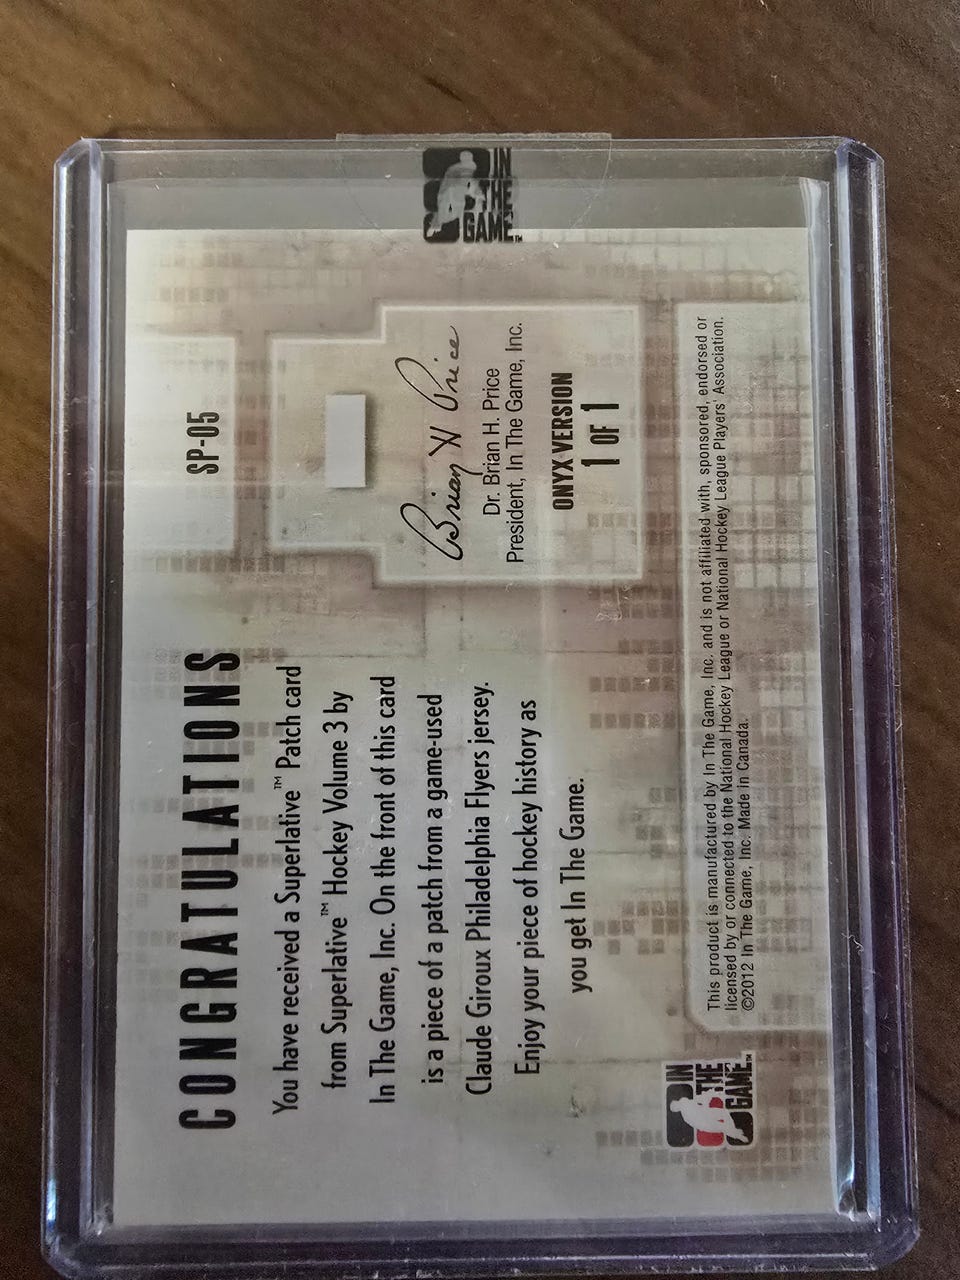 IN
THE
GAME™
CONGRATULATIONS
You have received a Superlative™ Patch card
from Superlative™ Hockey Volume 3 by
In The Game, Inc. On the front of this card
is a piece of a patch from a game-used
Claude Giroux Philadelphia Flyers jersey.
Enjoy your piece of hockey history as
you get In The Game.
SP-05
Brian H Price
Dr. Brian H. Price
President, In The Game, Inc.
ONYX VERSION
1 OF 1
IN
THE
GAME™
This product is manufactured by In The Game, Inc. and is not affiliated with, sponsored, endorsed or
licensed by or connected to the National Hockey League or National Hockey League Players' Association.
©2012 In The Game, Inc. Made in Canada.